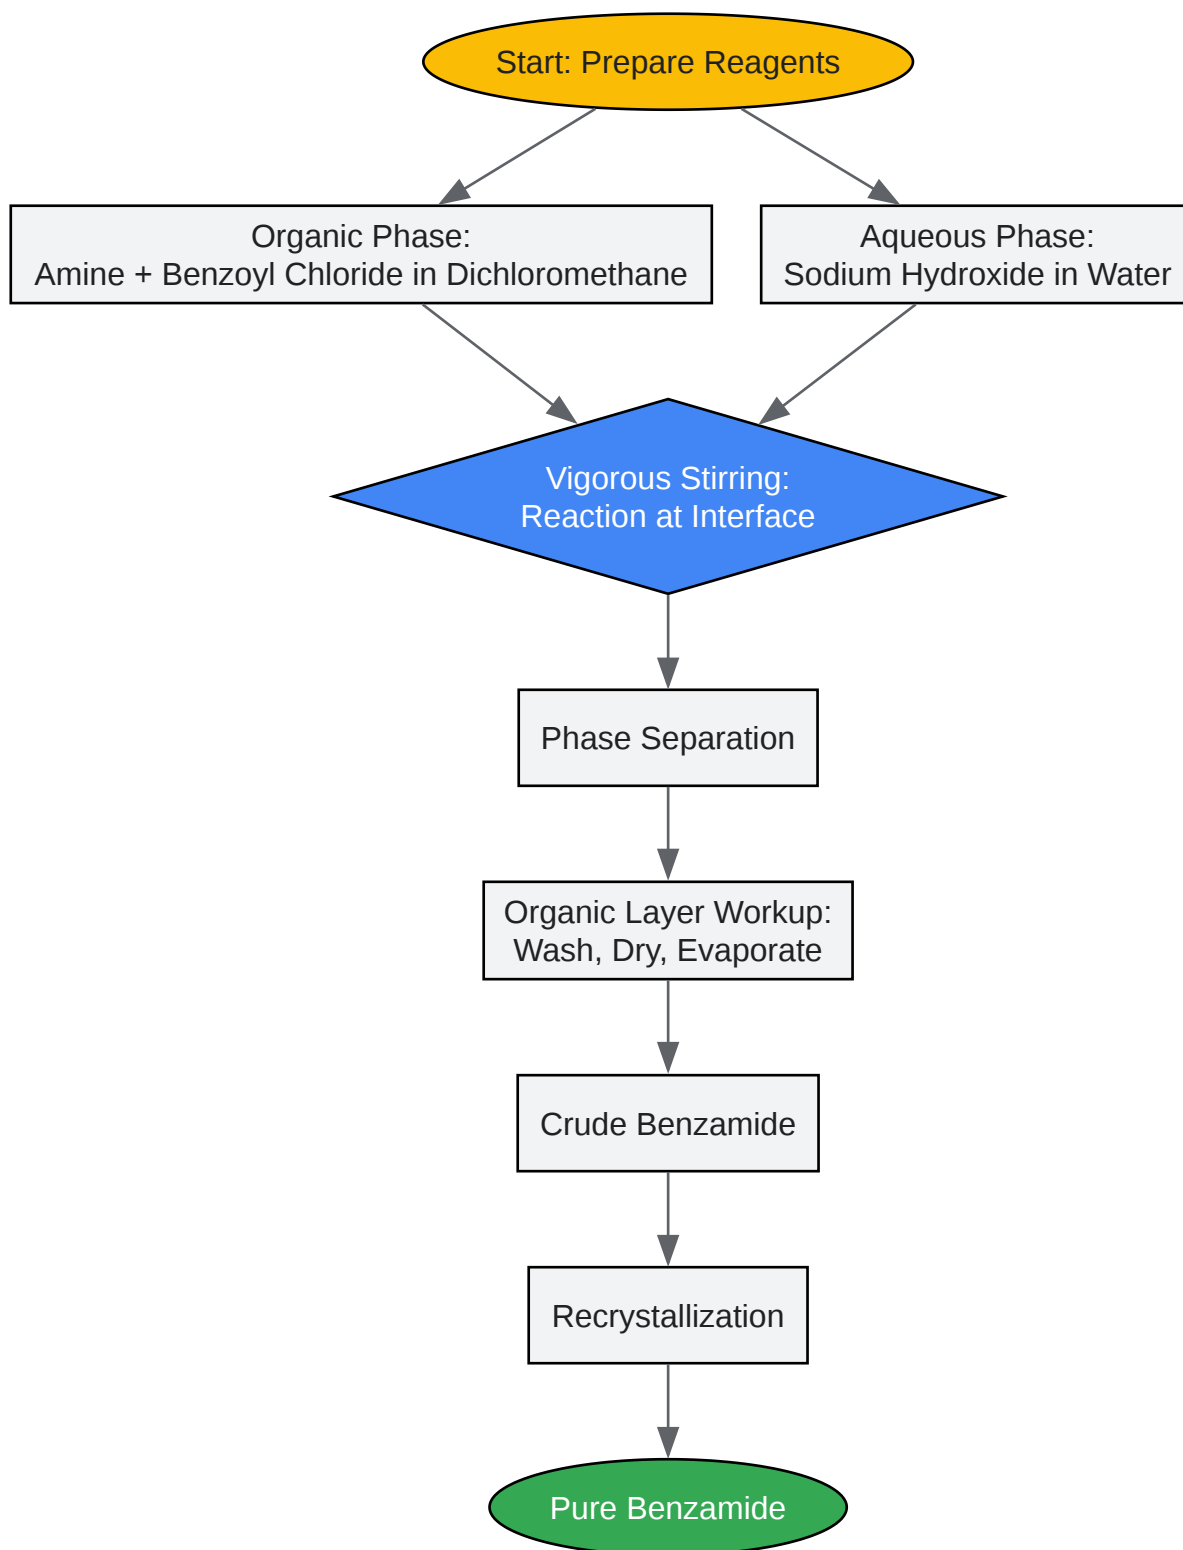 Start: Prepare Reagents
Organic Phase:
Amine + Benzoyl Chloride in Dichloromethane
Aqueous Phase:
Sodium Hydroxide in Water
Vigorous Stirring:
Reaction at Interface
Phase Separation
Organic Layer Workup:
Wash, Dry, Evaporate
Crude Benzamide
Recrystallization
Pure Benzamide